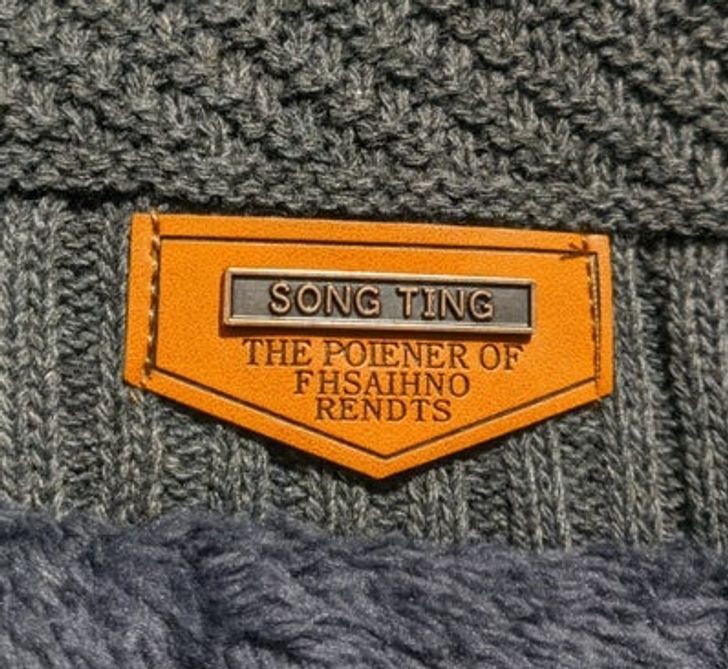 SONG TING
THE POIENER OF
FHSAIHNO
RENDTS